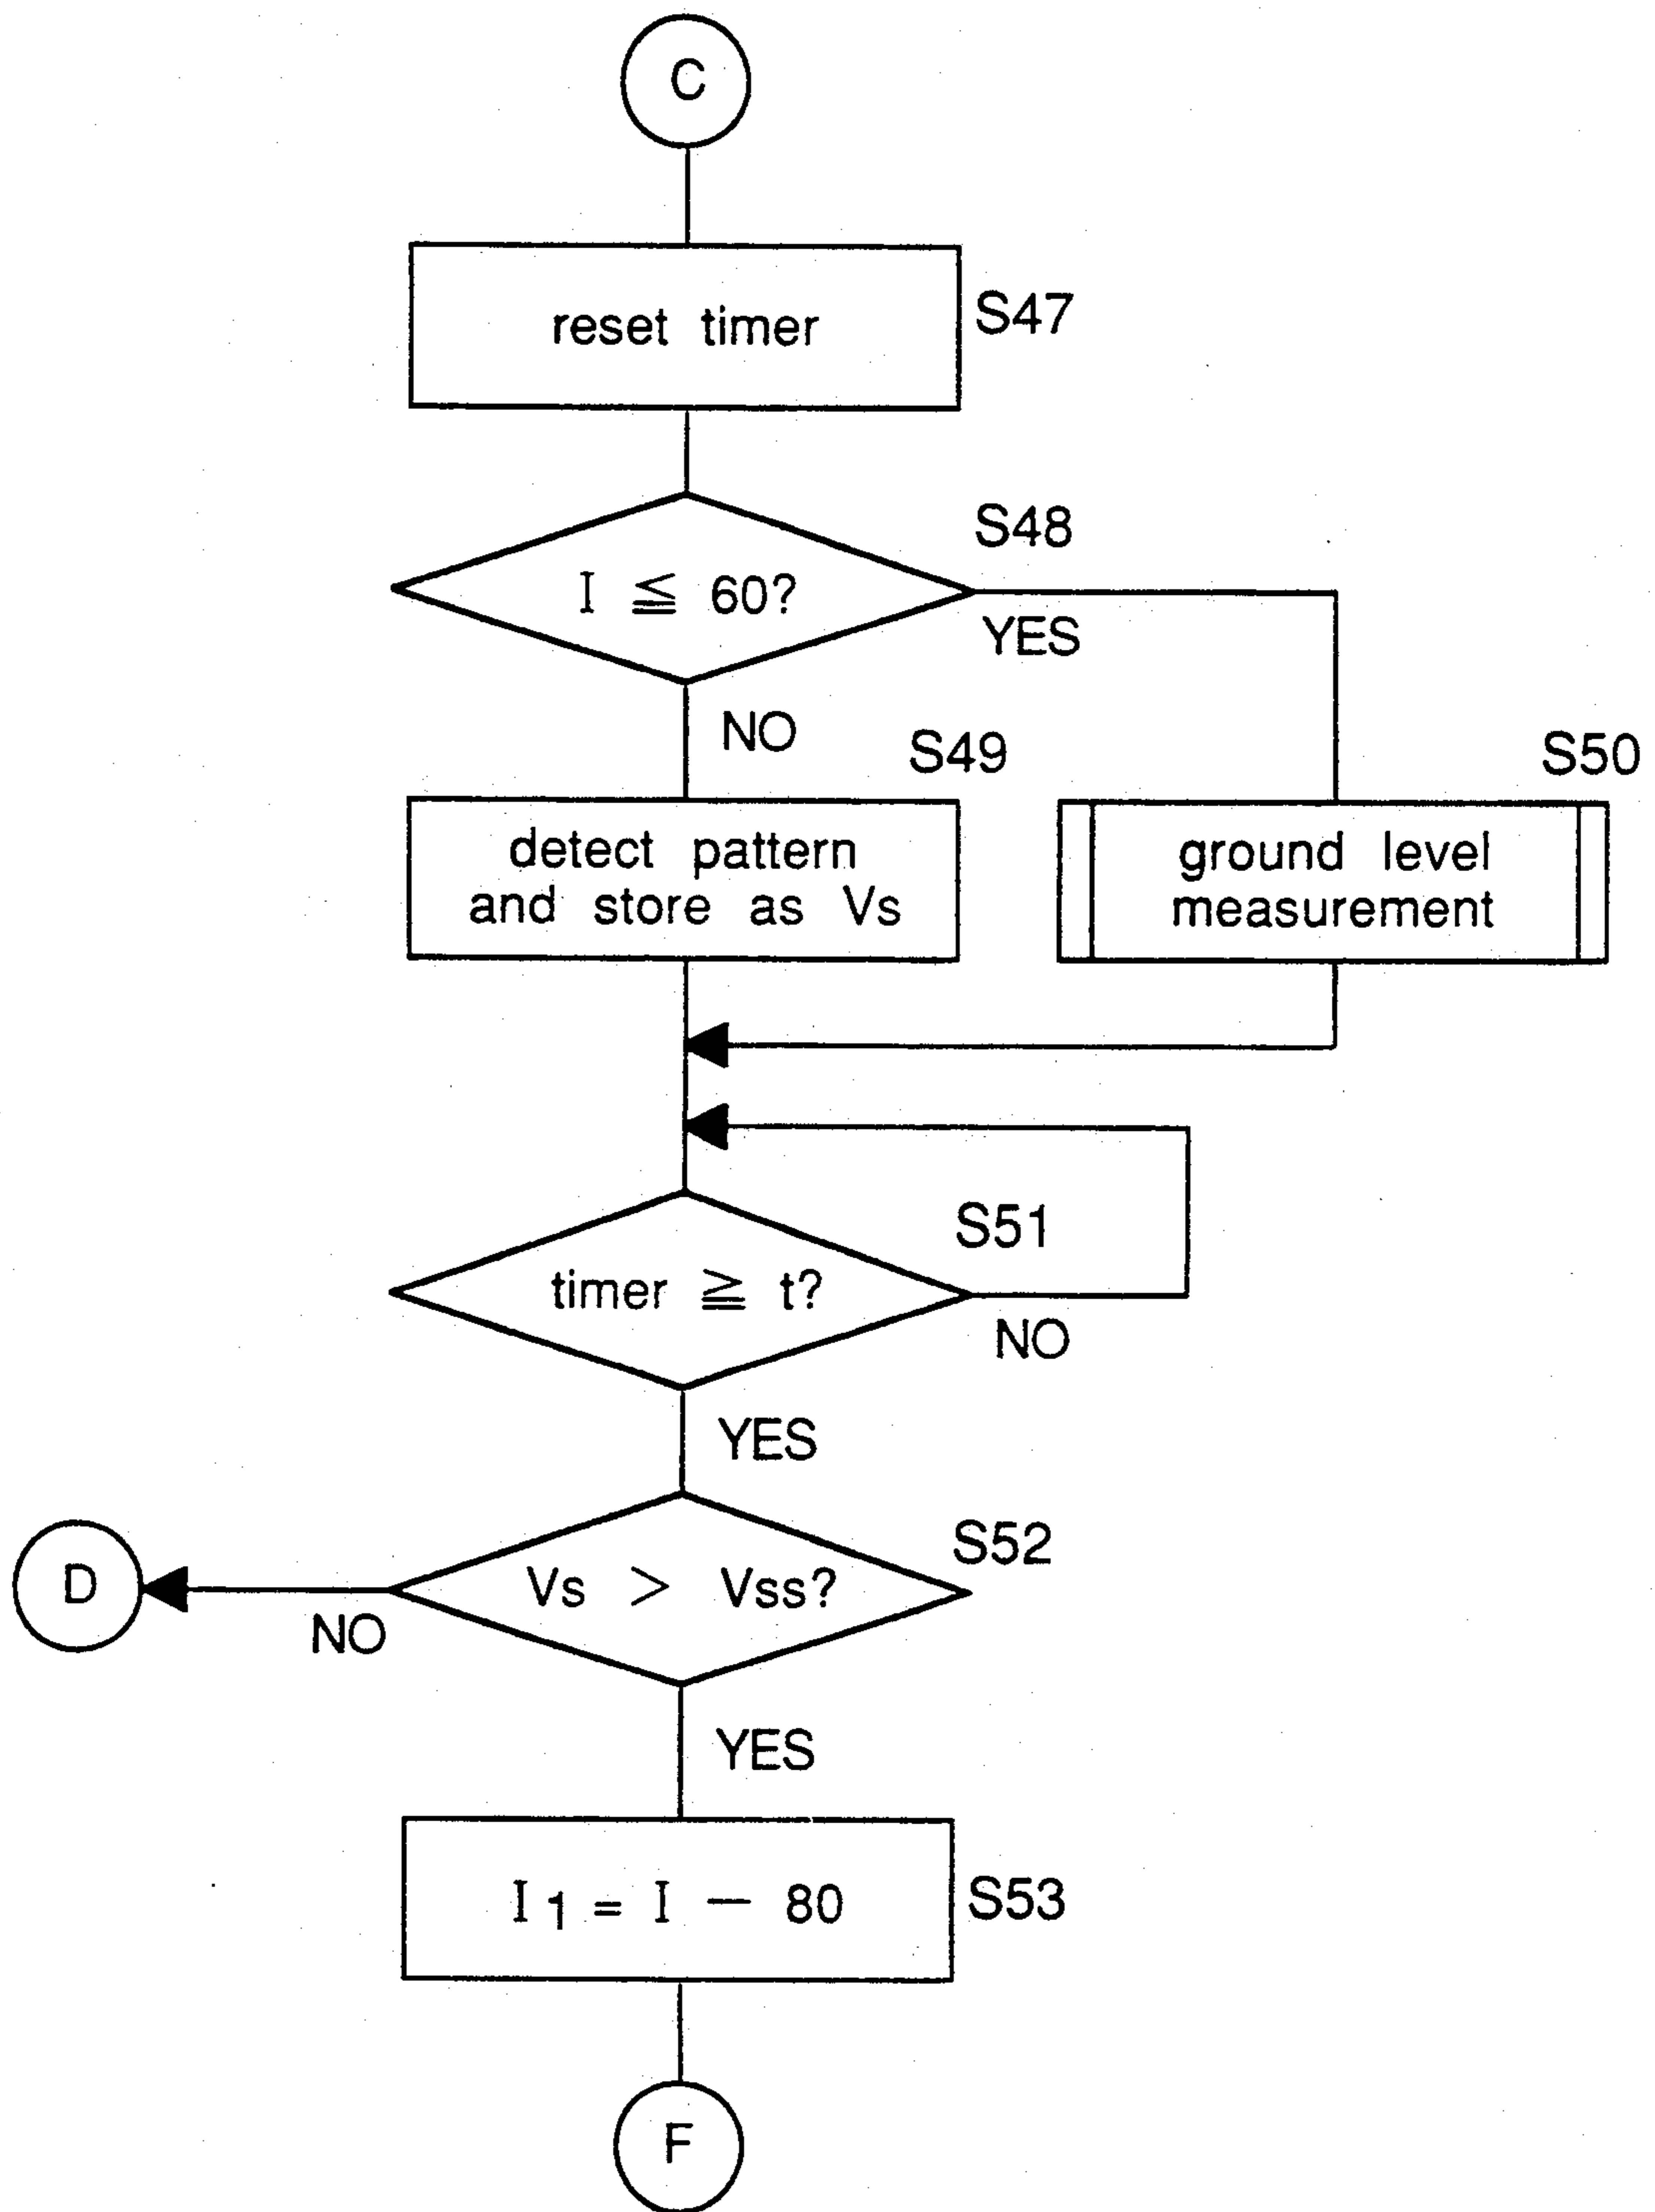 C
reset timer
S47
S48
I ≦ 60?
YES
NO
S49
S50
detect pattern
and store as Vs
ground level
measurement
S51
timer ≧ t?
NO
YES
S52
D
Vs > Vss?
NO
YES
I1 = I − 80
S53
F